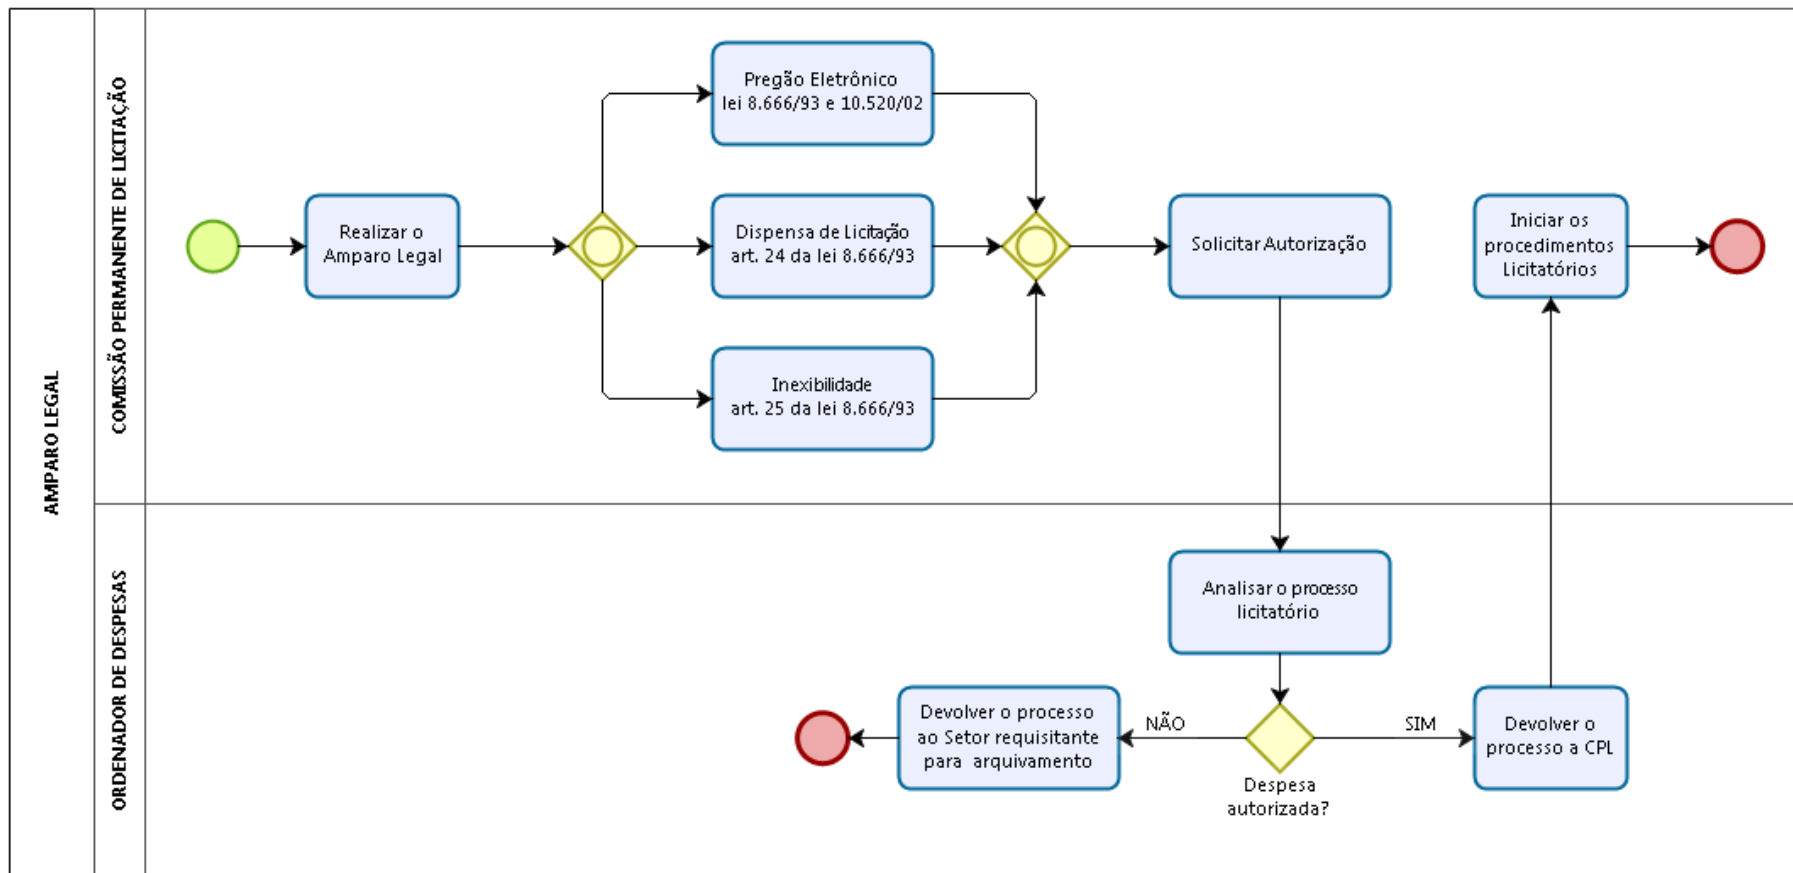 AMPARO LEGAL
COMISSÃO PERMANENTE DE LICITAÇÃO
Realizar o
Amparo Legal
Pregão Eletrônico
lei 8.666/93 e 10.520/02
Dispensa de Licitação
art. 24 da lei 8.666/93
Inexibilidade
art. 25 da lei 8.666/93
Solicitar Autorização
Iniciar os
procedimentos
Licitatórios
ORDENADOR DE DESPESAS
Analisar o processo
licitatório
Devolver o processo
ao Setor requisitante
para arquivamento
NÃO
SIM
Despesa
autorizada?
Devolver o
processo a CPL